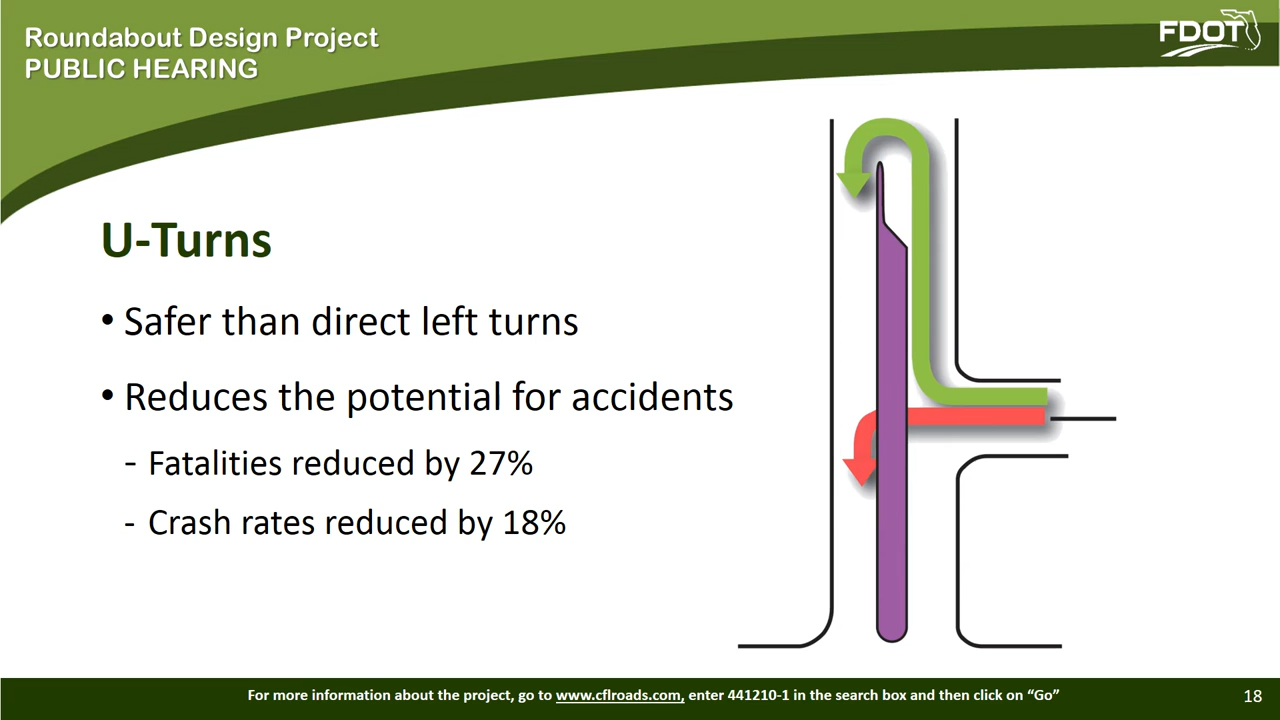 Roundabout Design Project
PUBLIC HEARING
FDOT
U-Turns
• Safer than direct left turns
• Reduces the potential for accidents
- Fatalities reduced by 27%
- Crash rates reduced by 18%
For more information about the project, go to www.cflroads.com, enter 441210-1 in the search box and then click on “Go”
18